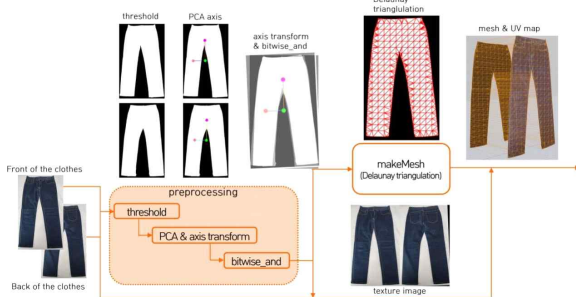 threshold
PCA axis
axis transform
& bitwise_and
Delaunay
trianglulation
mesh & UV map
makeMesh
(Delaunay triangulation)
Front of the clothes
preprocessing
threshold
PCA & axis transform
bitwise_and
Back of the clothes
texture image